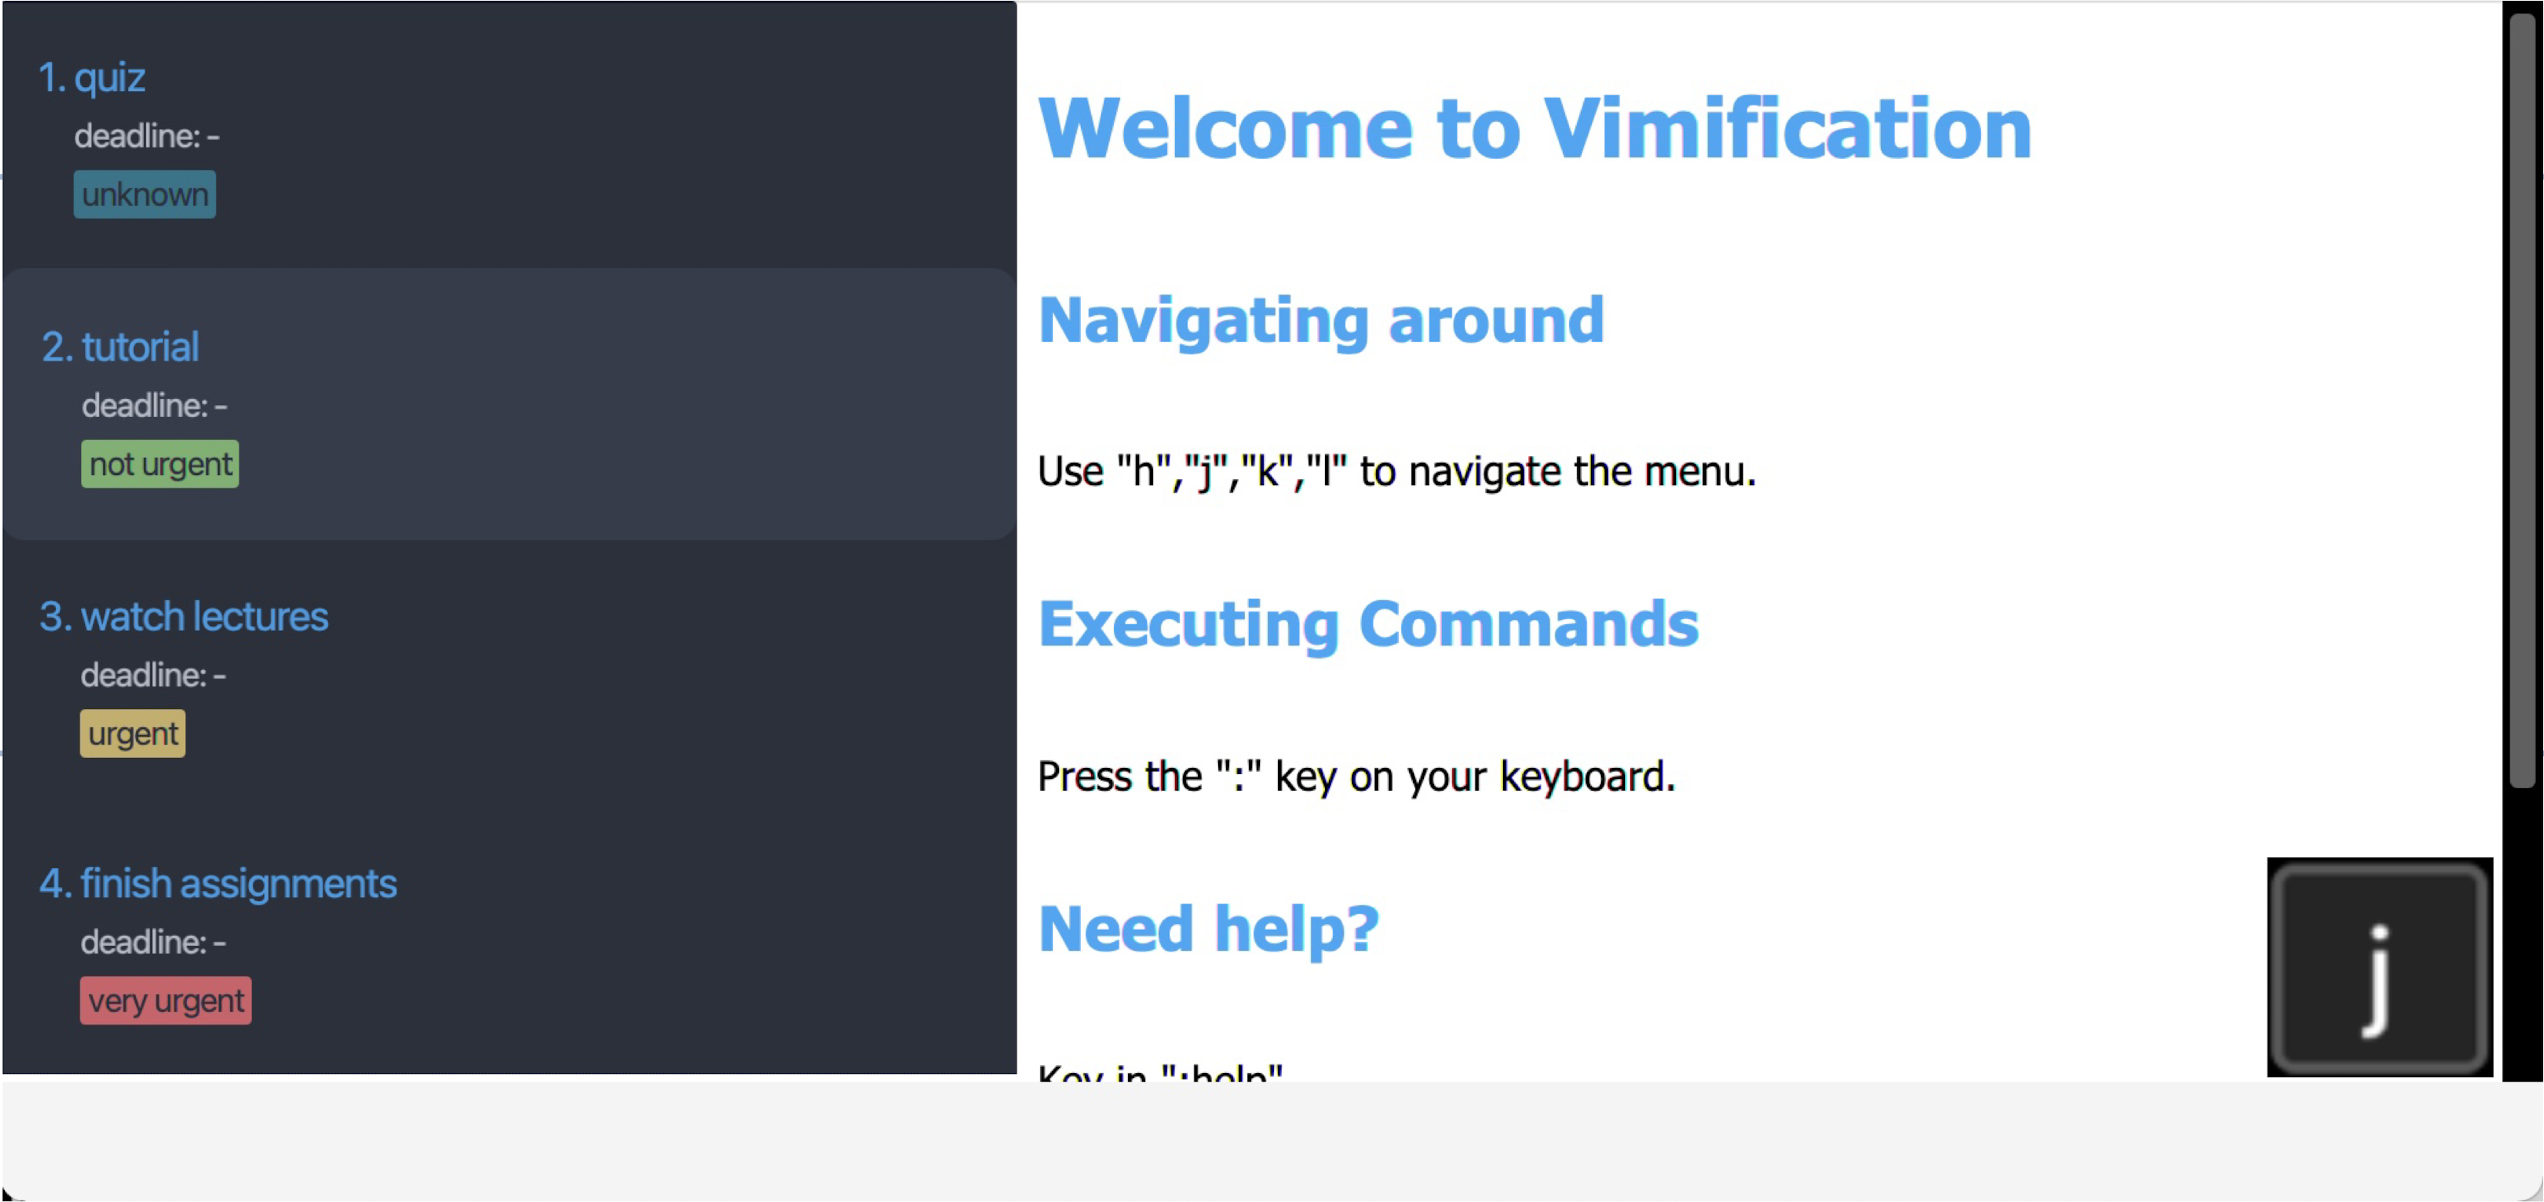 1. quiz
deadline: -
unknown
2. tutorial
deadline: -
not urgent
3. watch lectures
deadline: -
urgent
4. finish assignments
deadline: -
very urgent
Welcome to Vimification
Navigating around
Use "h","j","k","l" to navigate the menu.
Executing Commands
Press the ":" key on your keyboard.
Need help?
Key in ":help"
j